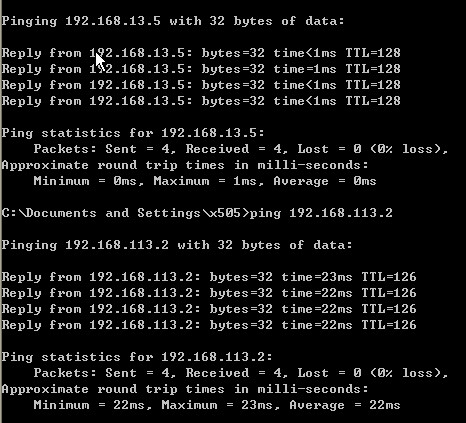 Pinging 192.168.13.5 with 32 bytes of data:
Reply from 192.168.13.5: bytes=32 time<1ms TTL=128
Reply from 192.168.13.5: bytes=32 time=1ms TTL=128
Reply from 192.168.13.5: bytes=32 time<1ms TTL=128
Reply from 192.168.13.5: bytes=32 time<1ms TTL=128
Ping statistics for 192.168.13.5:
Packets: Sent = 4, Received = 4, Lost = 0 (0% loss),
Approximate round trip times in milli-seconds:
Minimum = 0ms, Maximum = 1ms, Average = 0ms
C:\Documents and Settings\x505>ping 192.168.113.2
Pinging 192.168.113.2 with 32 bytes of data:
Reply from 192.168.113.2: bytes=32 time=23ms TTL=126
Reply from 192.168.113.2: bytes=32 time=22ms TTL=126
Reply from 192.168.113.2: bytes=32 time=22ms TTL=126
Reply from 192.168.113.2: bytes=32 time=22ms TTL=126
Ping statistics for 192.168.113.2:
Packets: Sent = 4, Received = 4, Lost = 0 (0% loss),
Approximate round trip times in milli-seconds:
Minimum = 22ms, Maximum = 23ms, Average = 22ms